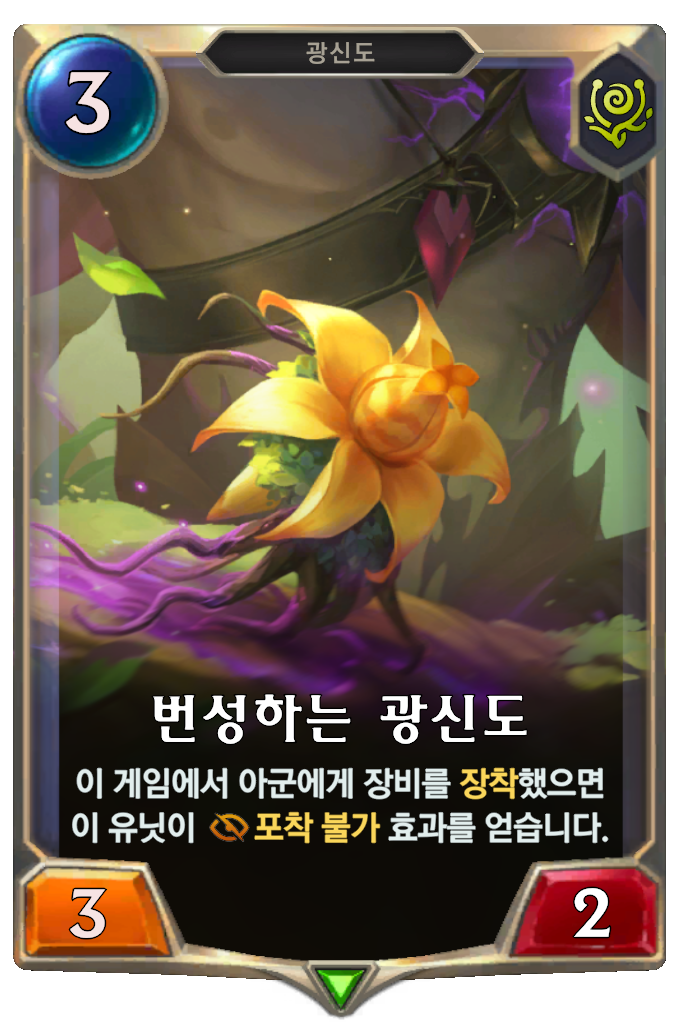 3
광신도
번성하는 광신도
이 게임에서 아군에게 장비를 장착했으면
이 유닛이 포착 불가 효과를 얻습니다.
3
2